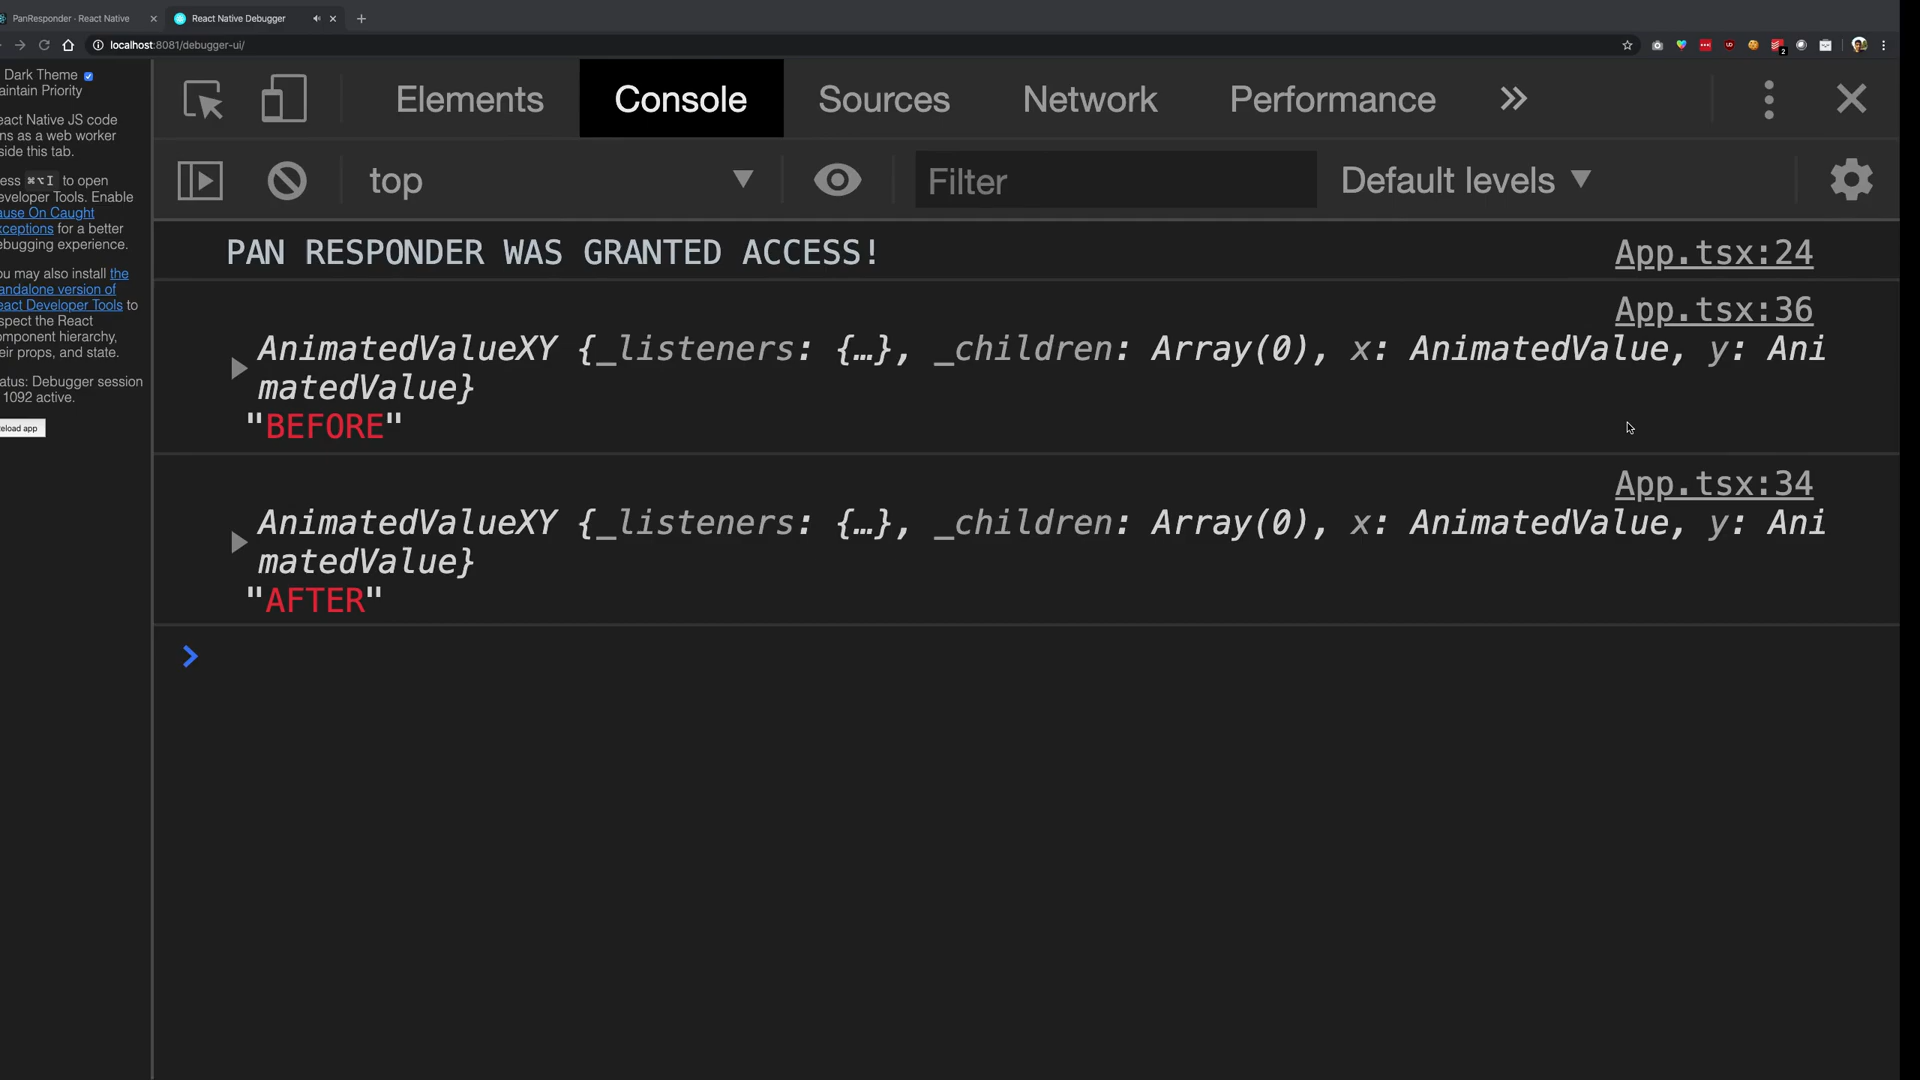 PanResponder - React Native
React Native Debugger
localhost:8081/debugger-ui/
Dark Theme
aintain Priority
eact Native JS code
ns as a web worker
side this tab.
ess ⌘⌥I to open
eveloper Tools. Enable
ause On Caught
xceptions for a better
ebugging experience.
ou may also install the
andalone version of
eact Developer Tools to
spect the React
omponent hierarchy,
eir props, and state.
atus: Debugger session
1092 active.
eload app
Elements Console Sources Network Performance »
top Filter Default levels
PAN RESPONDER WAS GRANTED ACCESS! App.tsx:24
App.tsx:36
AnimatedValueXY {_listeners: {…}, _children: Array(0), x: AnimatedValue, y: Ani
matedValue}
"BEFORE"
App.tsx:34
AnimatedValueXY {_listeners: {…}, _children: Array(0), x: AnimatedValue, y: Ani
matedValue}
"AFTER"